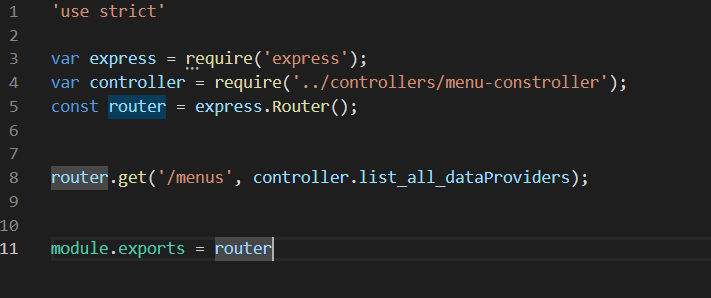 1 'use strict'
2
3 var express = require('express');
4 var controller = require('../controllers/menu-constroller');
5 const router = express.Router();
6
7
8 router.get('/menus', controller.list_all_dataProviders);
9
10
11 module.exports = router